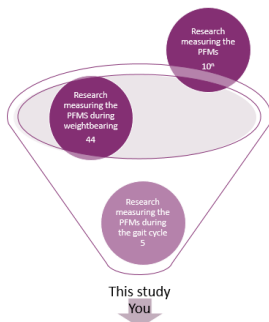 Research
measuring the
PFMs
10⁶
Research
measuring the
PFMS during
weightbearing
44
Research
measuring the
PFMs during
the gait cycle
5
This study
You